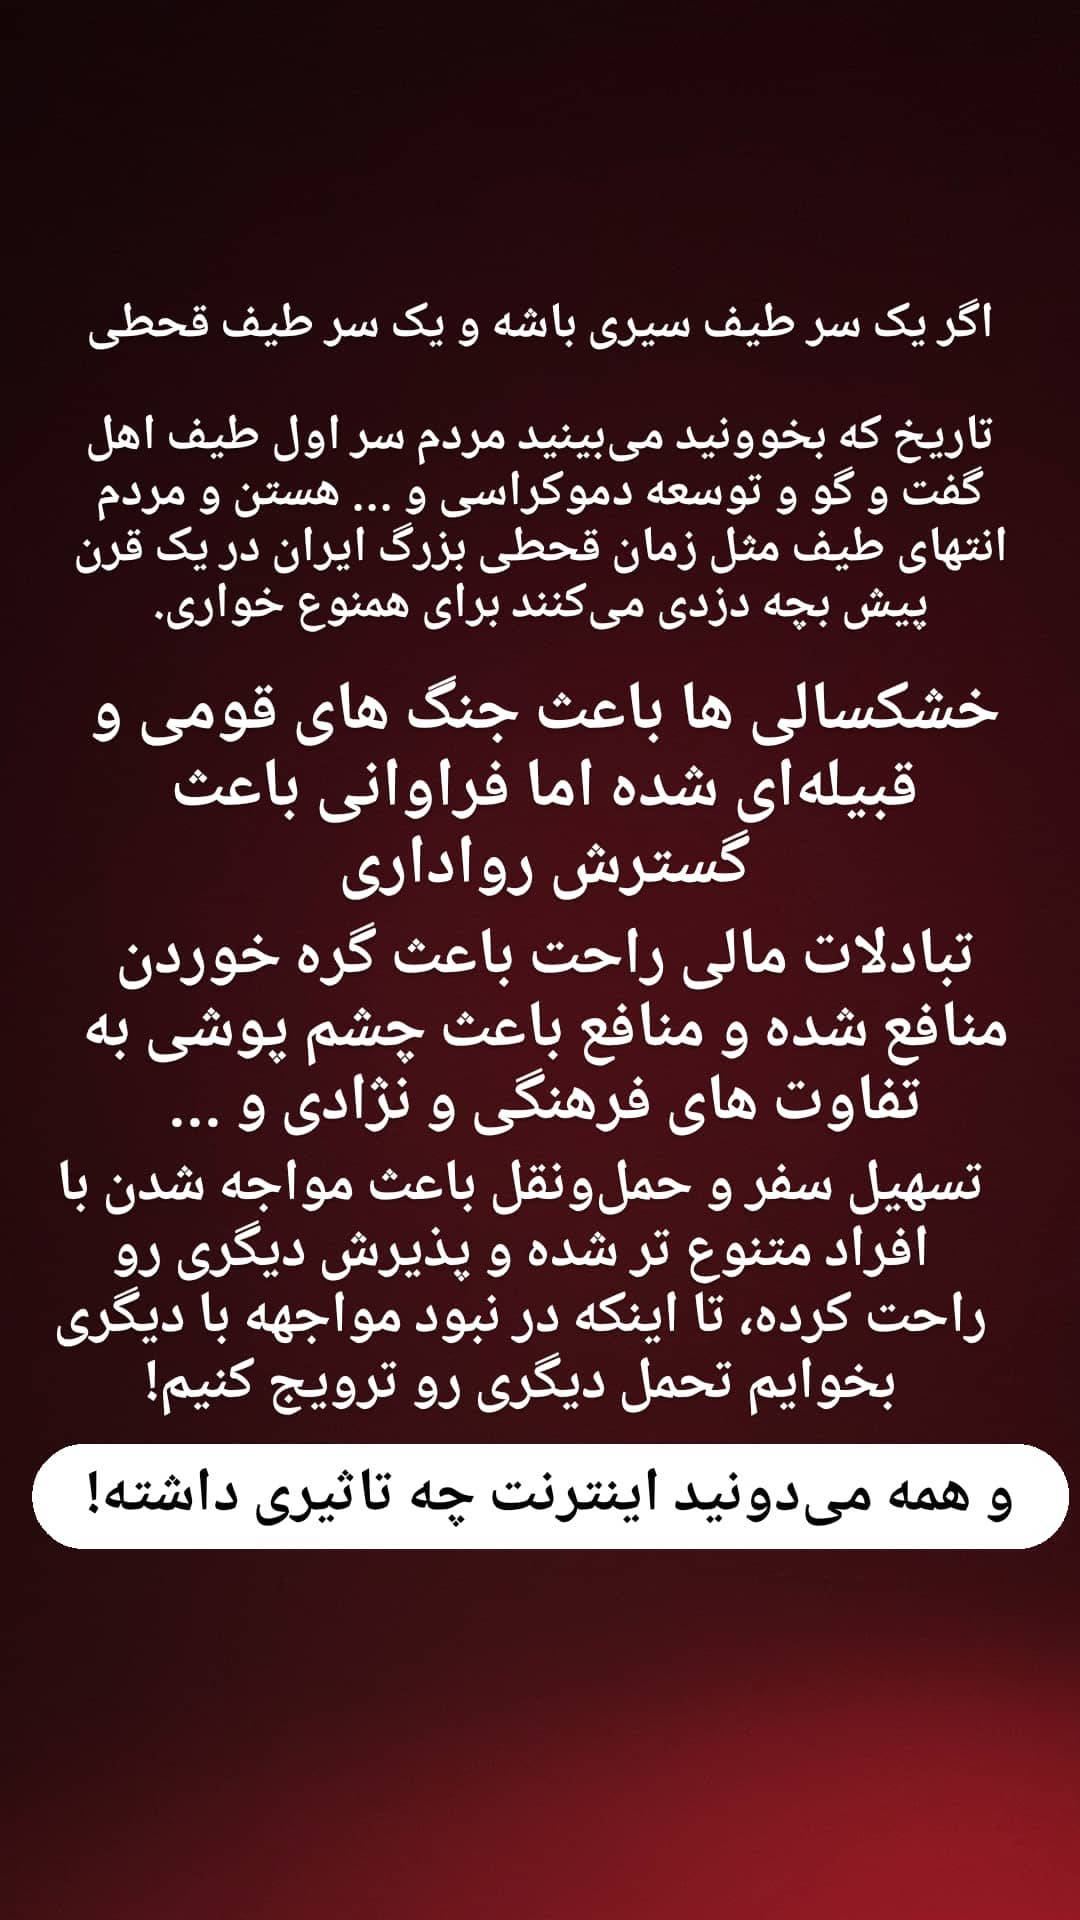 اگر یک سر طیف سیری باشه و یک سر طیف قحطی
تاریخ که بخوونید می‌بینید مردم سر اول طیف اهل
گفت و گو و توسعه دموکراسی و ... هستن و مردم
انتهای طیف مثل زمان قحطی بزرگ ایران در یک قرن
پیش بچه دزدی می‌کنند برای همنوع خواری.
خشکسالی ها باعث جنگ های قومی و
قبیله‌ای شده اما فراوانی باعث
گسترش رواداری
تبادلات مالی راحت باعث گره خوردن
منافع شده و منافع باعث چشم پوشی به
تفاوت های فرهنگی و نژادی و ...
تسهیل سفر و حمل‌ونقل باعث مواجه شدن با
افراد متنوع تر شده و پذیرش دیگری رو
راحت کرده، تا اینکه در نبود مواجهه با دیگری
بخوایم تحمل دیگری رو ترویج کنیم!
و همه می‌دونید اینترنت چه تاثیری داشته!